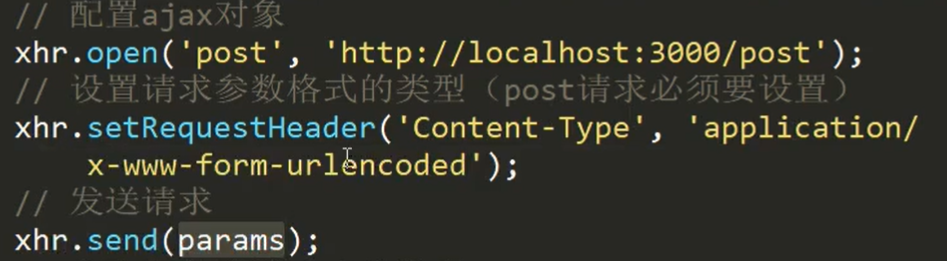 // 配置ajax对象
xhr.open('post', 'http://localhost:3000/post');
// 设置请求参数格式的类型（post请求必须要设置）
xhr.setRequestHeader('Content-Type', 'application/
x-www-form-urlencoded');
// 发送请求
xhr.send(params);